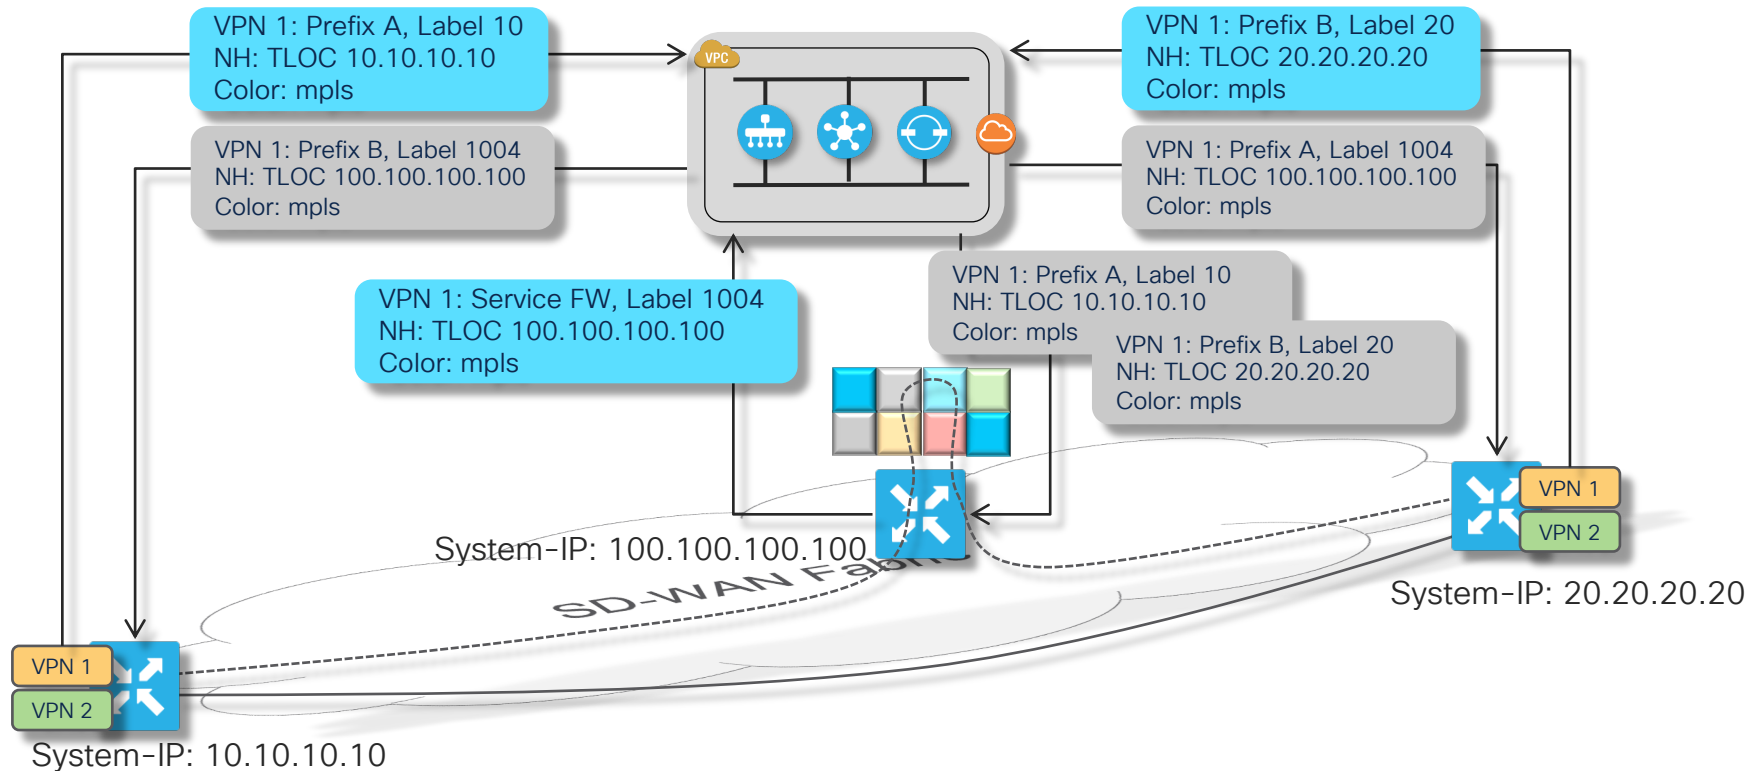 VPN 1: Prefix A, Label 10
NH: TLOC 10.10.10.10
Color: mpls
VPN 1: Prefix B, Label 20
NH: TLOC 20.20.20.20
Color: mpls
VPC
VPN 1: Prefix B, Label 1004
NH: TLOC 100.100.100.100
Color: mpls
VPN 1: Prefix A, Label 1004
NH: TLOC 100.100.100.100
Color: mpls
VPN 1: Service FW, Label 1004
NH: TLOC 100.100.100.100
Color: mpls
VPN 1: Prefix A, Label 10
NH: TLOC 10.10.10.10
Color: mpls
VPN 1: Prefix B, Label 20
NH: TLOC 20.20.20.20
Color: mpls
VPN 1
VPN 2
System-IP: 100.100.100.100
SD-WAN Fabric
System-IP: 20.20.20.20
VPN 1
VPN 2
System-IP: 10.10.10.10